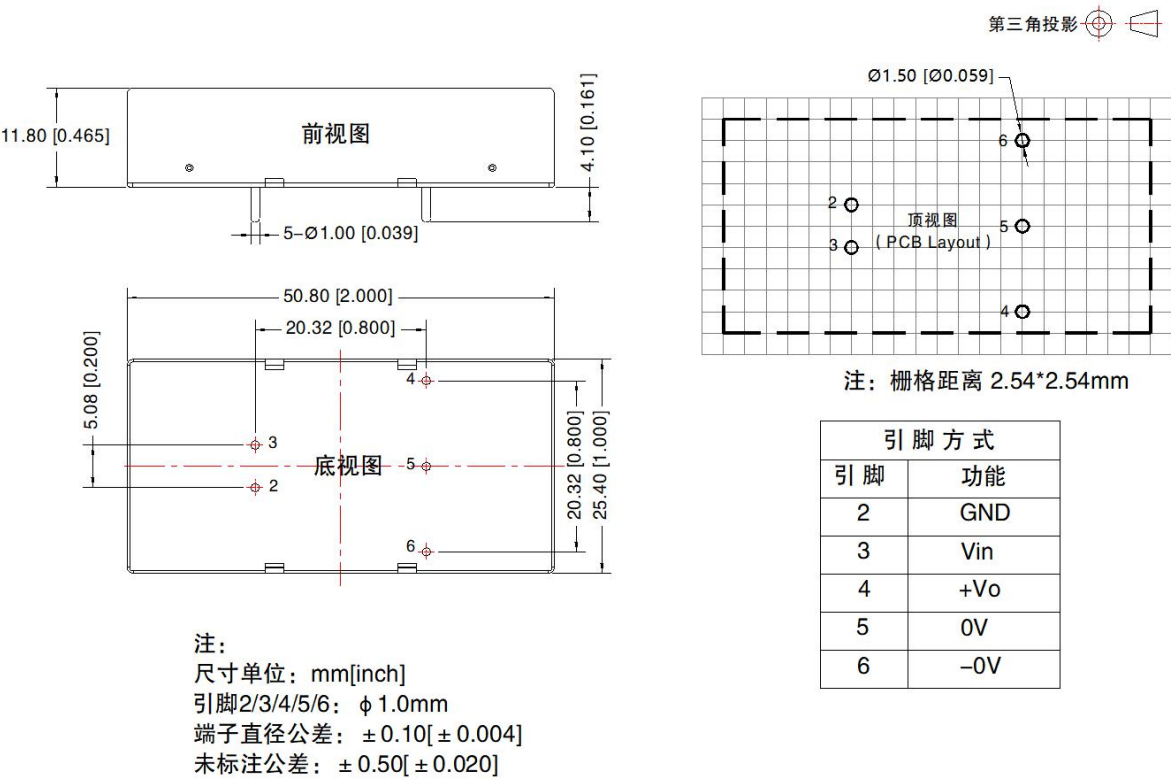 第三角投影
Ø1.50 [Ø0.059]
11.80 [0.465]
前视图
4.10 [0.161]
5-Ø1.00 [0.039]
6
2
顶视图
5
3
( PCB Layout )
4
50.80 [2.000]
20.32 [0.800]
5.08 [0.200]
4
3
底视图
5
2
6
20.32 [0.800]
25.40 [1.000]
注：栅格距离 2.54*2.54mm
引脚方式
引脚 功能
2 GND
3 Vin
4 +Vo
5 0V
6 −0V
注：
尺寸单位：mm[inch]
引脚2/3/4/5/6：ϕ1.0mm
端子直径公差：±0.10[±0.004]
未标注公差：±0.50[±0.020]